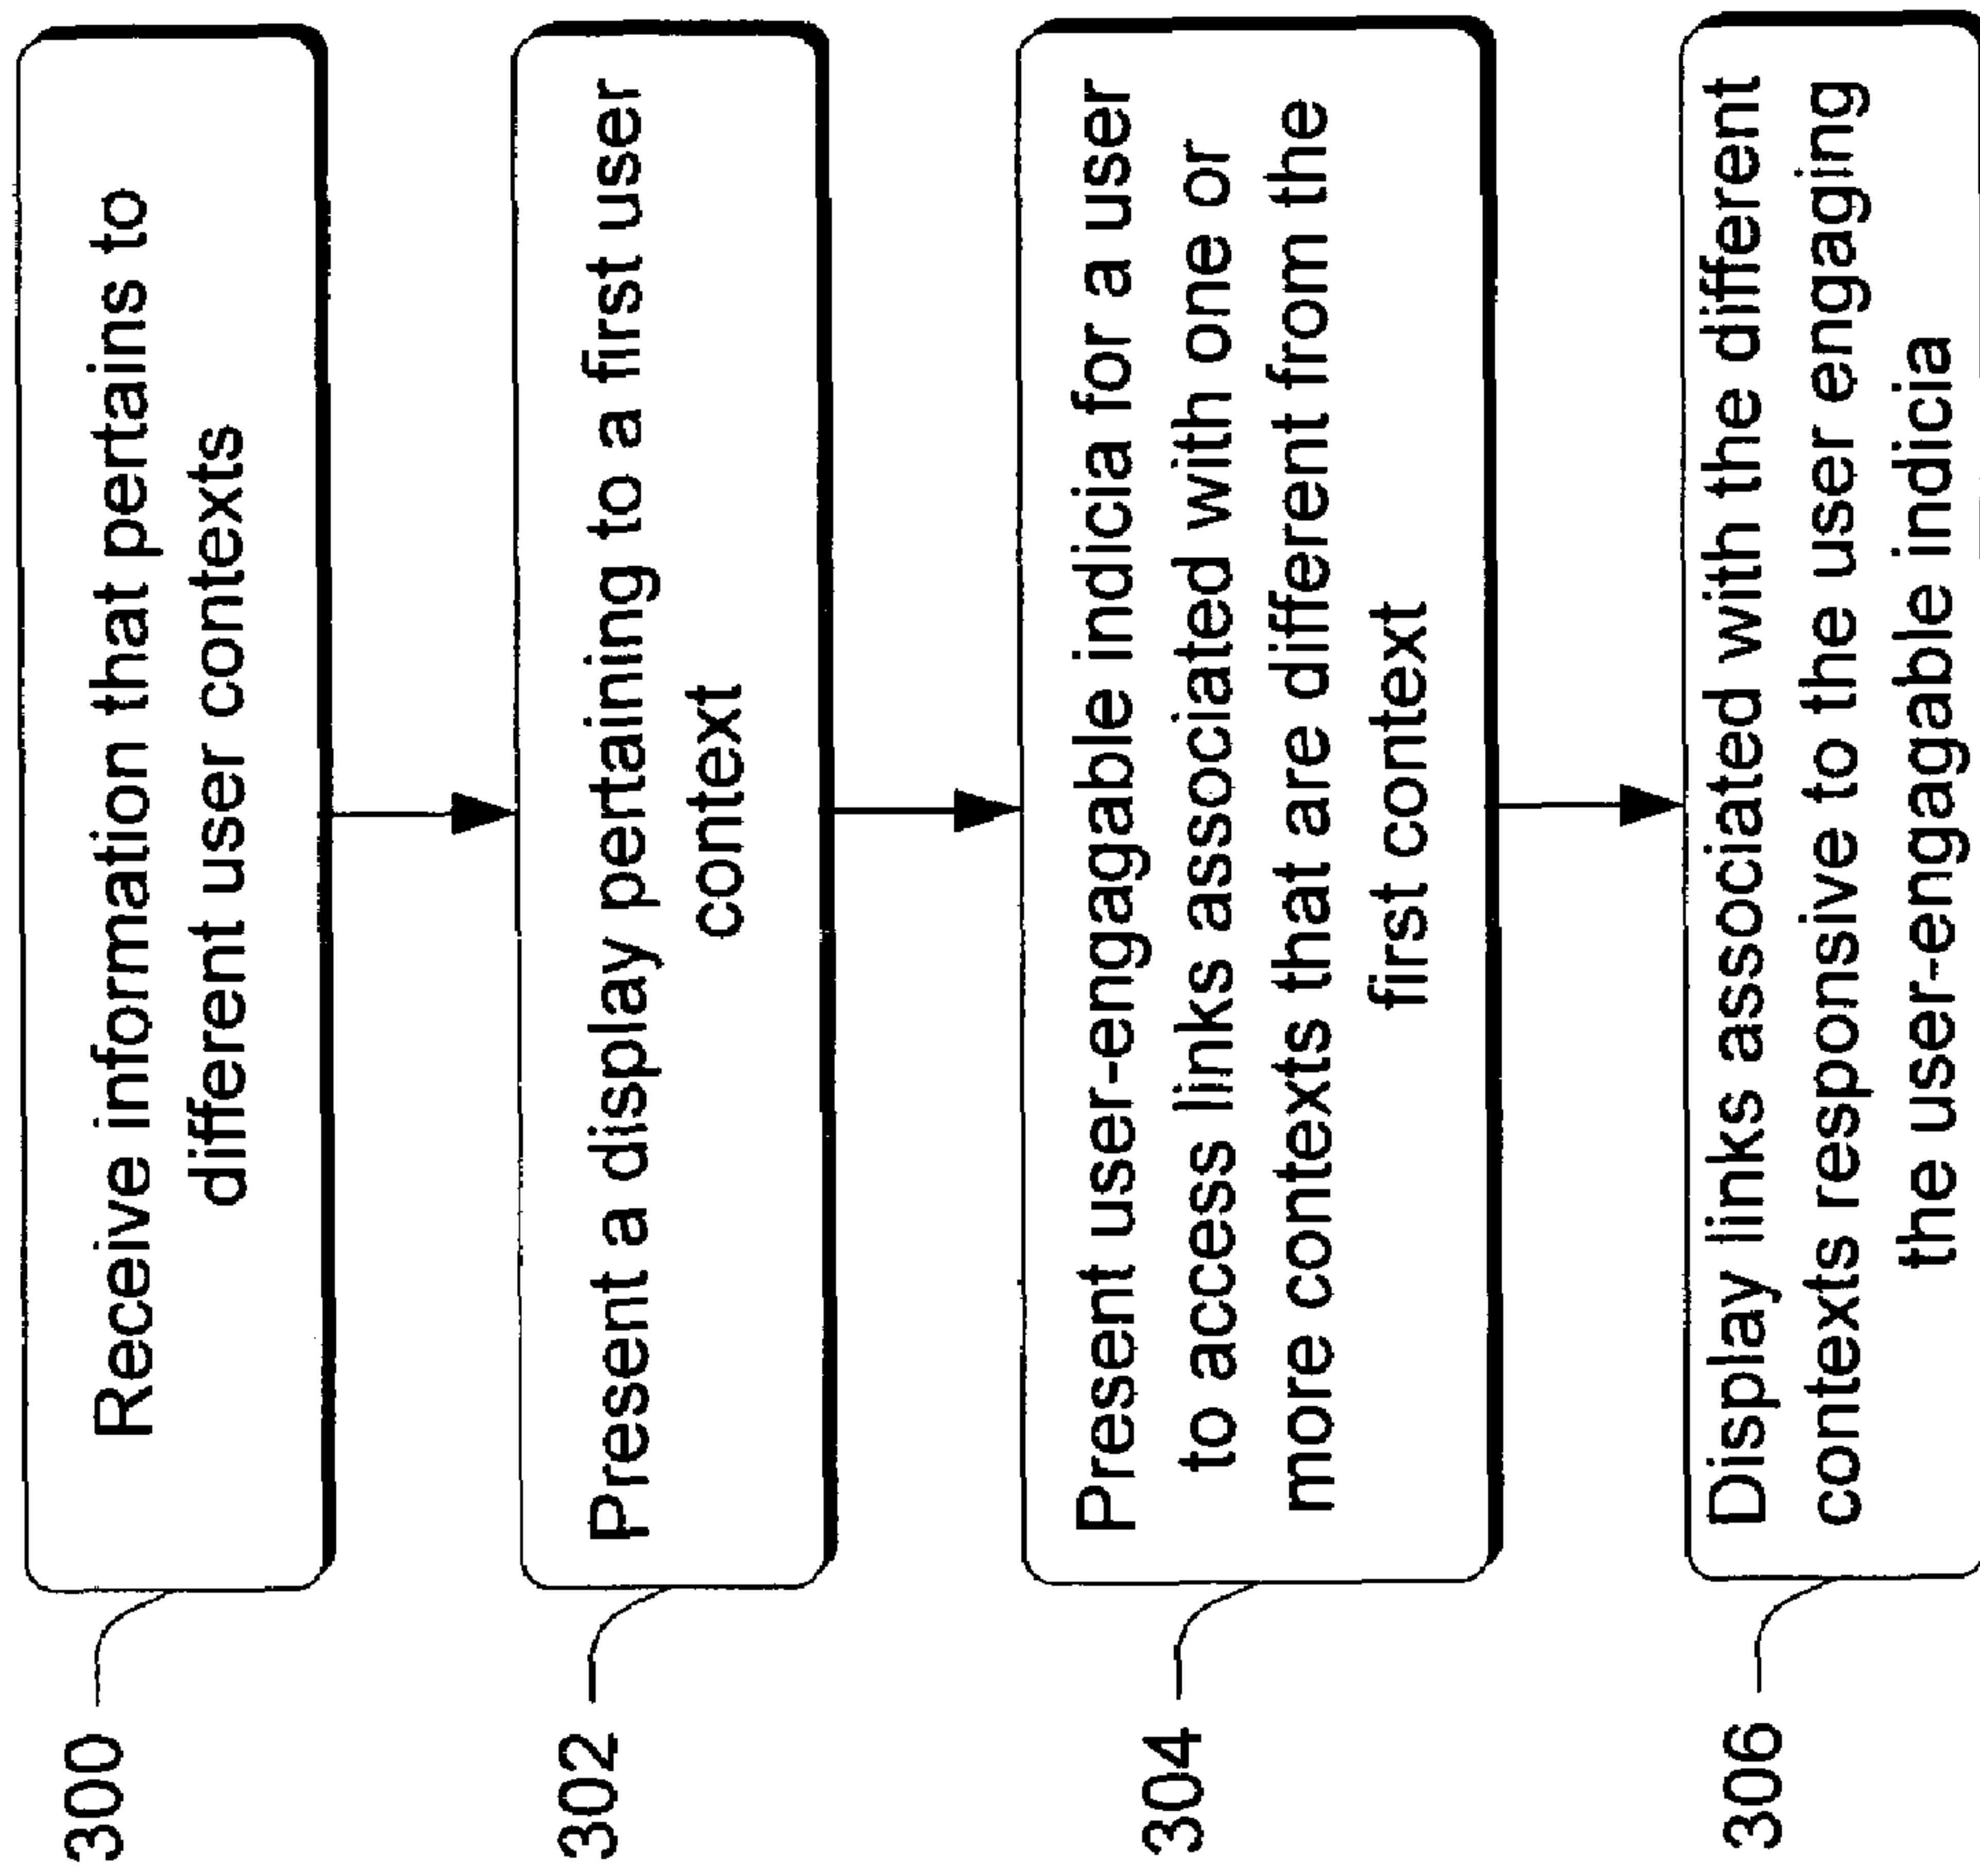 300
Receive information that pertains to
different user contexts
302
Present a display pertaining to a first user
context
304
Present user-engagable indicia for a user
to access links associated with one or
more contexts that are different from the
first context
306
Display links associated with the different
contexts responsive to the user engaging
the user-engagable indicia